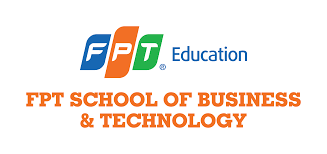 FPT® Education
FPT SCHOOL OF BUSINESS
& TECHNOLOGY